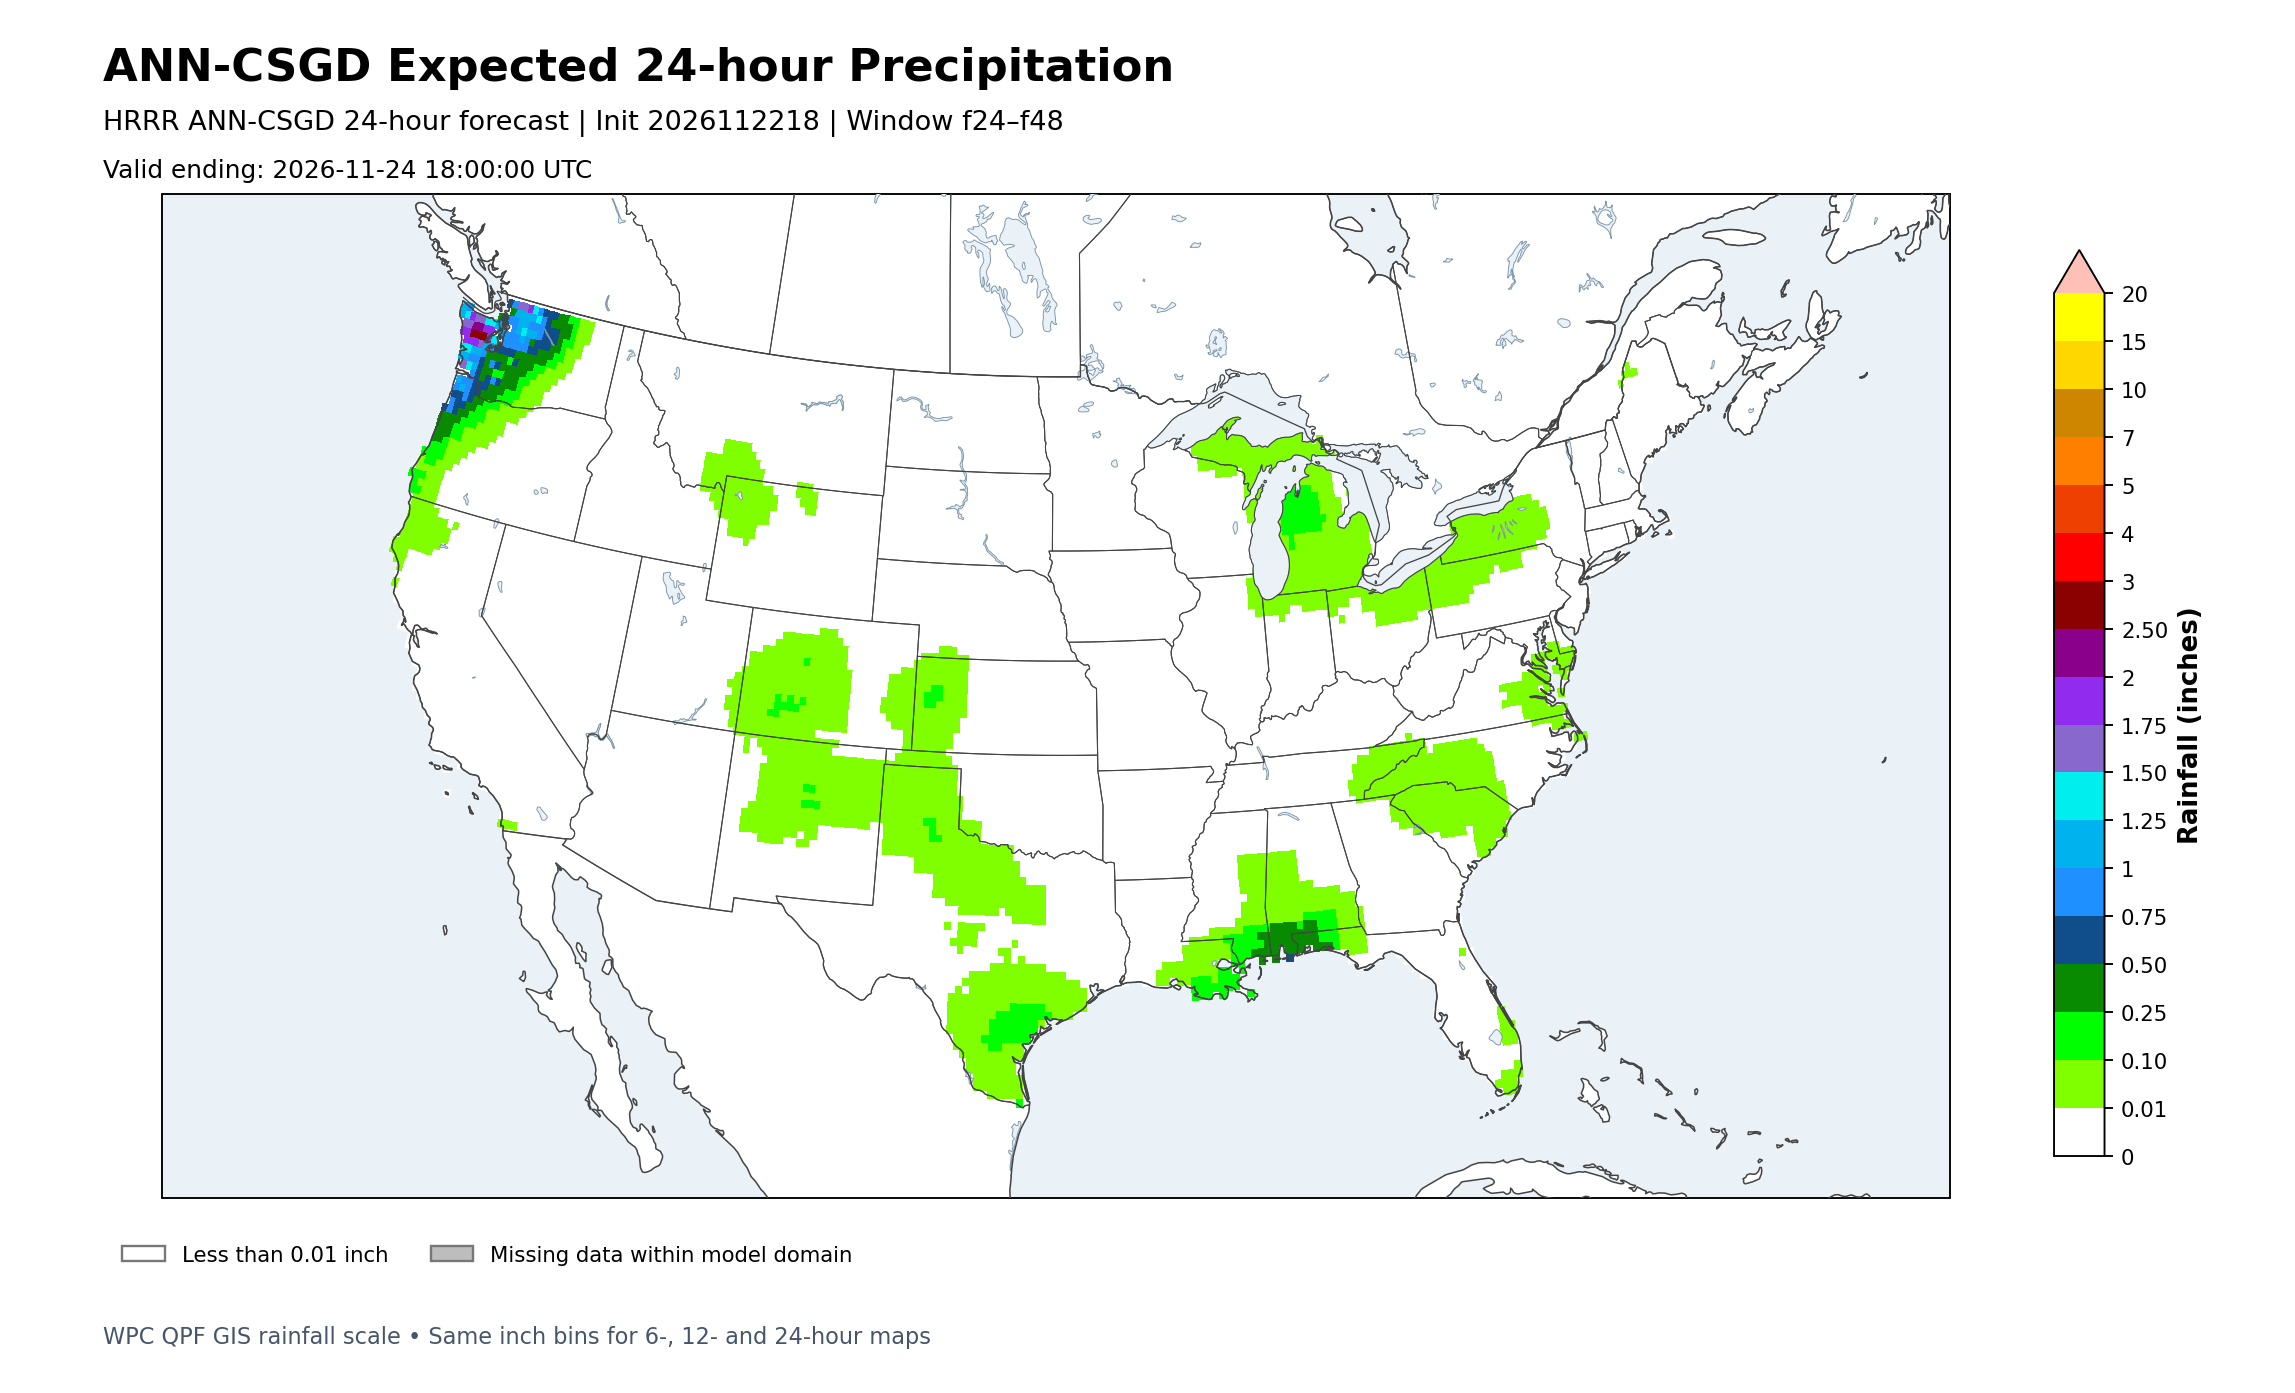 ANN-CSGD Expected 24-hour Precipitation
HRRR ANN-CSGD 24-hour forecast | Init 2026112218 | Window f24–f48
Valid ending: 2026-11-24 18:00:00 UTC
20
15
10
7
5
4
3
2.50
2
1.75
1.50
1.25
1
0.75
0.50
0.25
0.10
0.01
0
Rainfall (inches)
Less than 0.01 inch
Missing data within model domain
WPC QPF GIS rainfall scale • Same inch bins for 6-, 12- and 24-hour maps